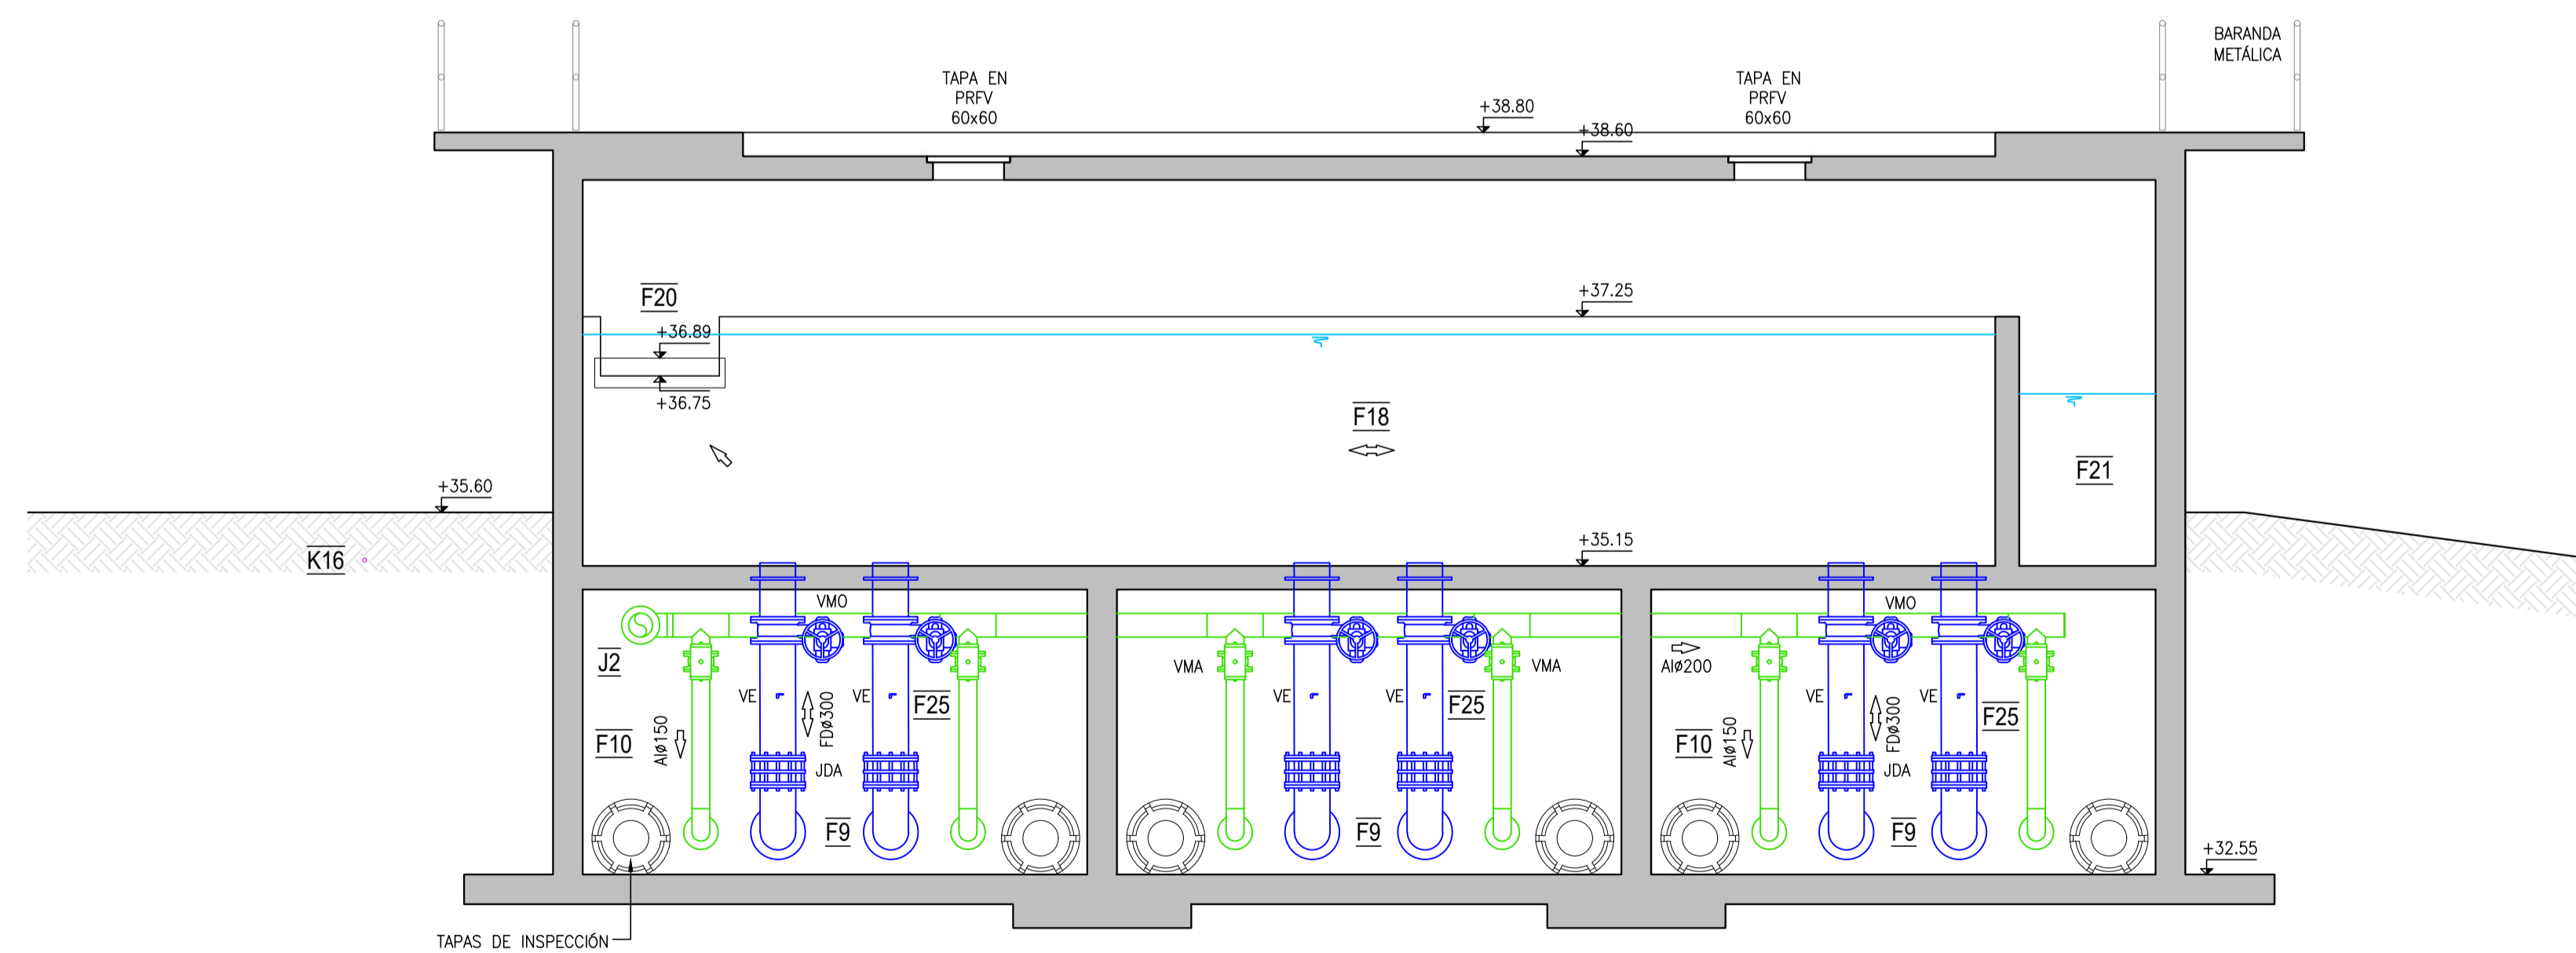 BARANDA
METÁLICA
TAPA EN
PRFV
60x60
TAPA EN
PRFV
60x60
+38.80
+38.60
F20
+37.25
+36.89
+36.75
F18
F21
+35.60
K16
+35.15
VMO
VMO
J2
VMA
VMA
AIø200
VE
VE
F25
VE
VE
F25
VE
VE
F25
F10
AIø150
FDø300
F10
AIø150
FDø300
JDA
JDA
F9
F9
F9
+32.55
TAPAS DE INSPECCIÓN